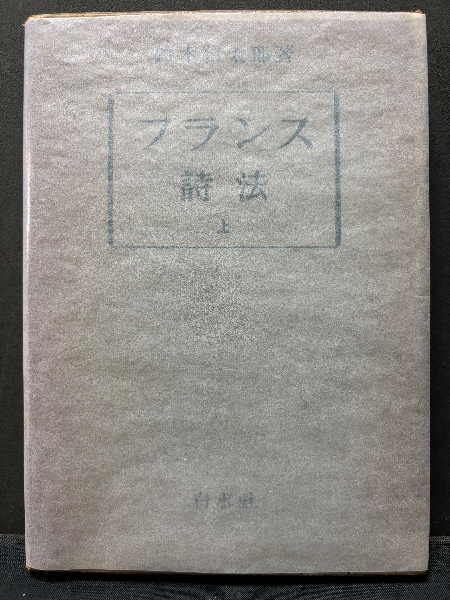 鈴木信太郎著
フランス
詩法
上
白水社